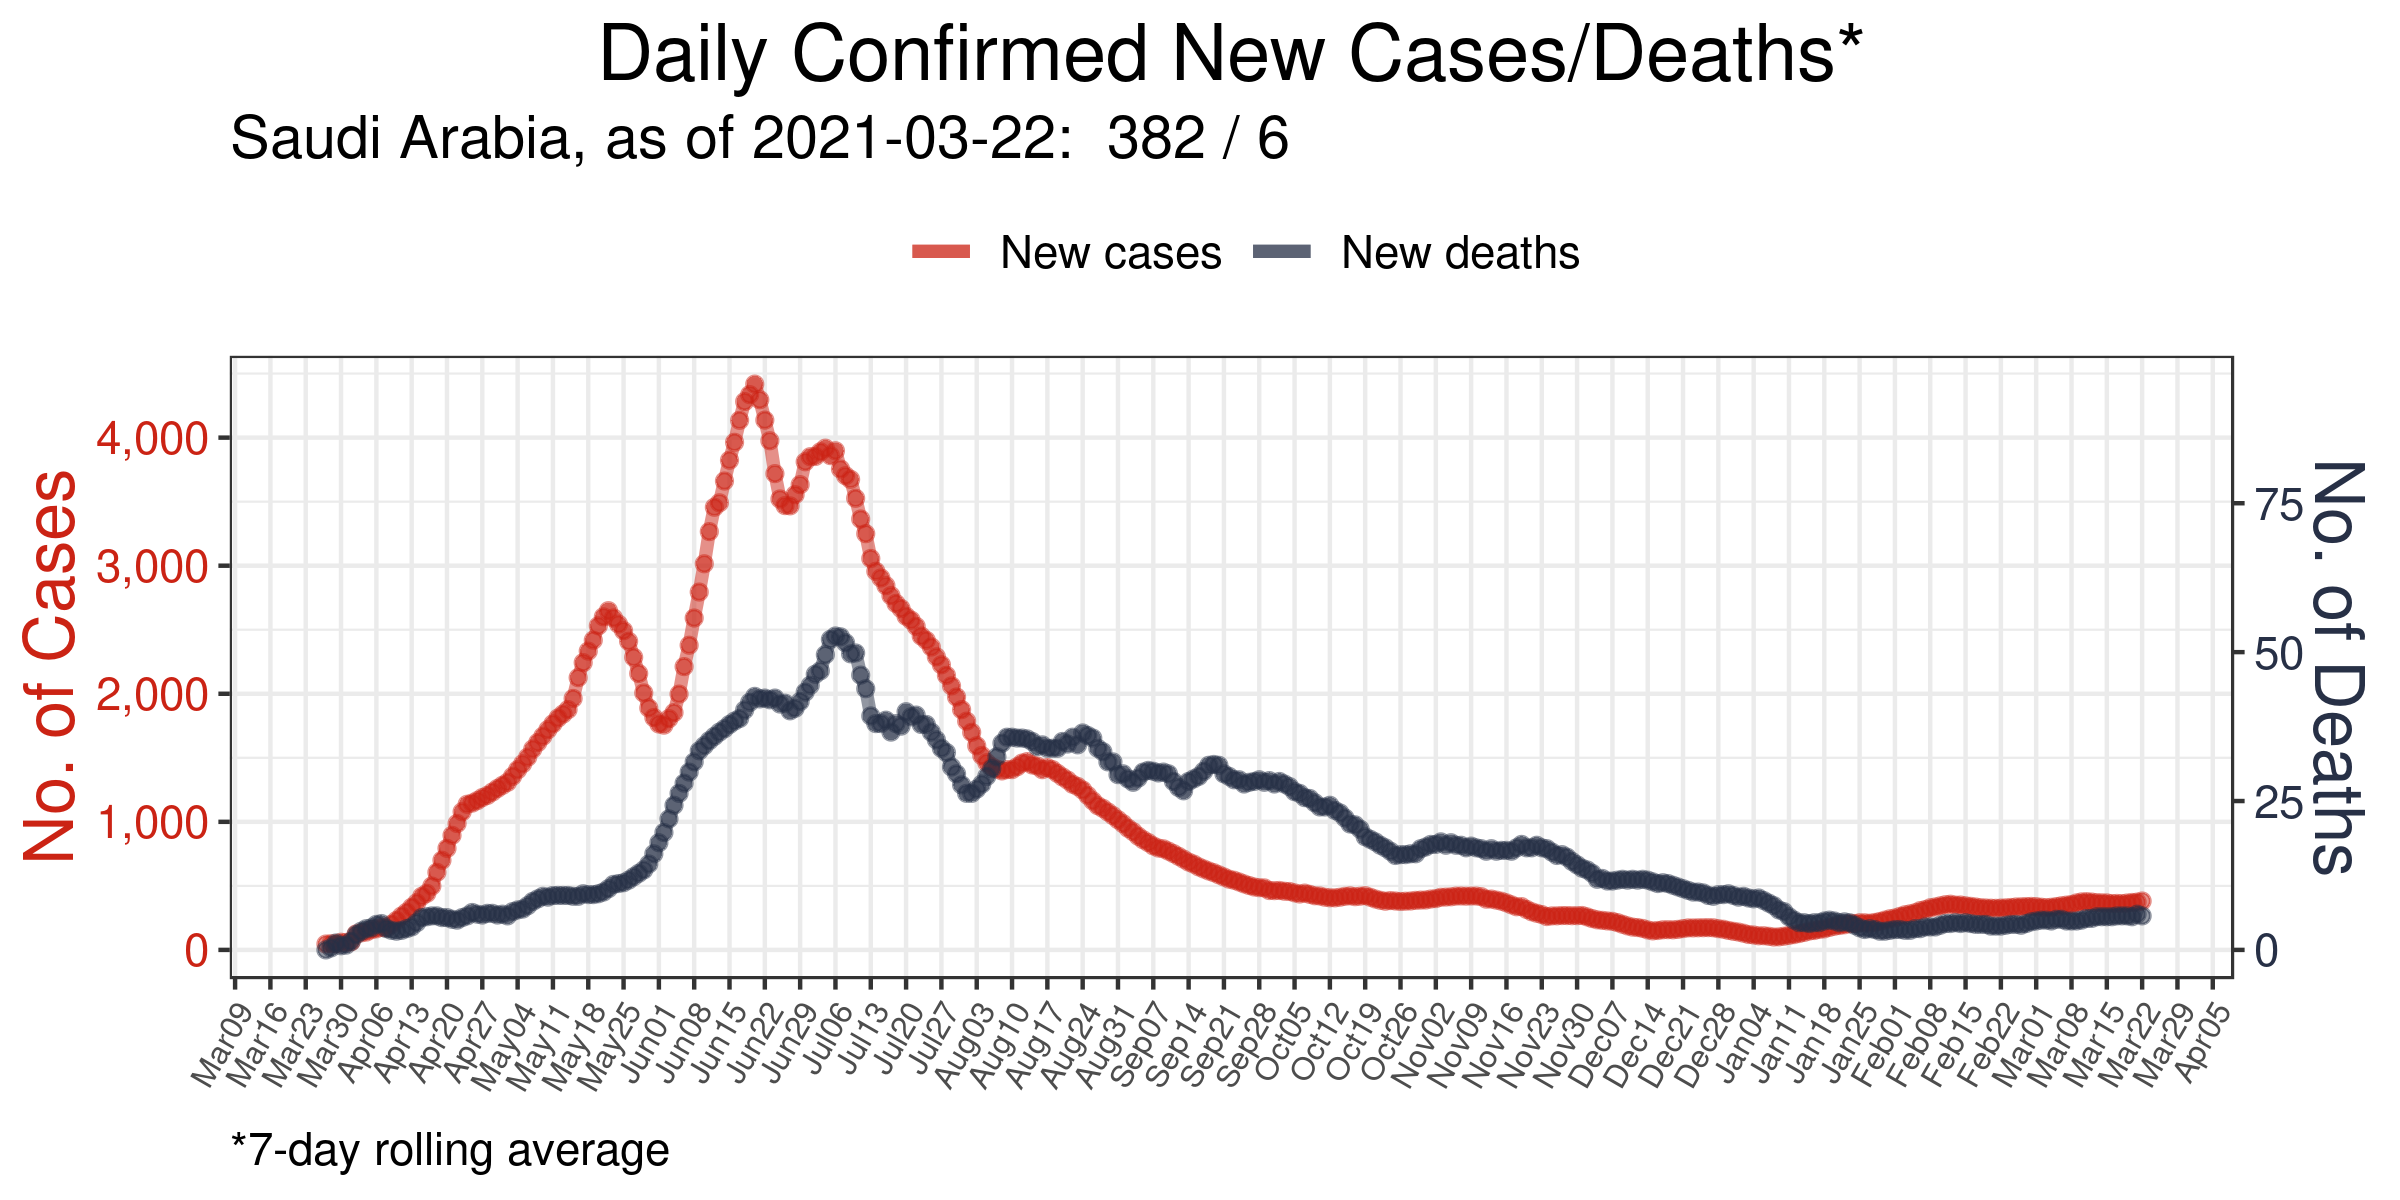 Daily Confirmed New Cases/Deaths*
Saudi Arabia, as of 2021-03-22:  382 / 6
New cases
New deaths
No. of Cases
4,000
3,000
2,000
1,000
0
75
50
25
0
No. of Deaths
Mar09
Mar16
Mar23
Mar30
Apr06
Apr13
Apr20
Apr27
May04
May11
May18
May25
Jun01
Jun08
Jun15
Jun22
Jun29
Jul06
Jul13
Jul20
Jul27
Aug03
Aug10
Aug17
Aug24
Aug31
Sep07
Sep14
Sep21
Sep28
Oct05
Oct12
Oct19
Oct26
Nov02
Nov09
Nov16
Nov23
Nov30
Dec07
Dec14
Dec21
Dec28
Jan04
Jan11
Jan18
Jan25
Feb01
Feb08
Feb15
Feb22
Mar01
Mar08
Mar15
Mar22
Mar29
Apr05
*7-day rolling average